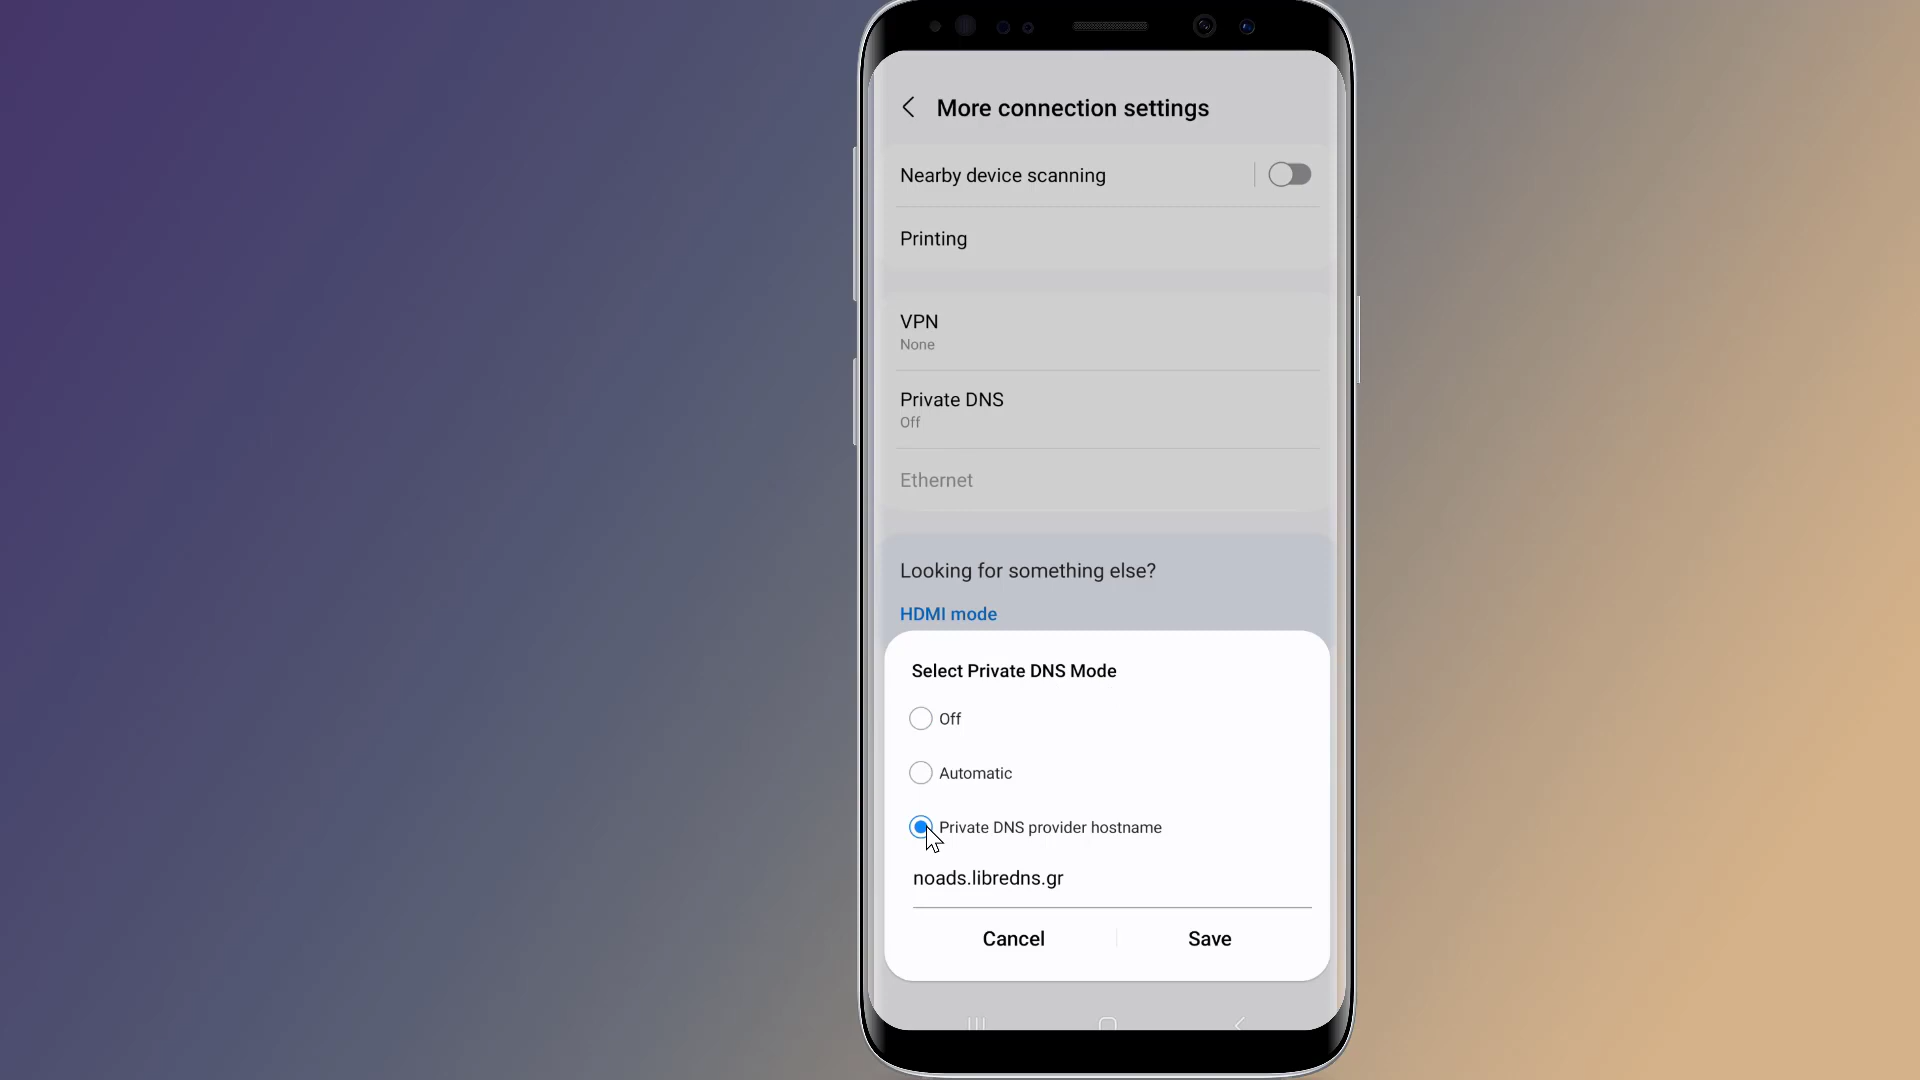 More connection settings
Nearby device scanning
Printing
VPN
None
Private DNS
Off
Ethernet
Looking for something else?
HDMI mode
Select Private DNS Mode
Off
Automatic
Private DNS provider hostname
noads.libredns.gr
Cancel Save